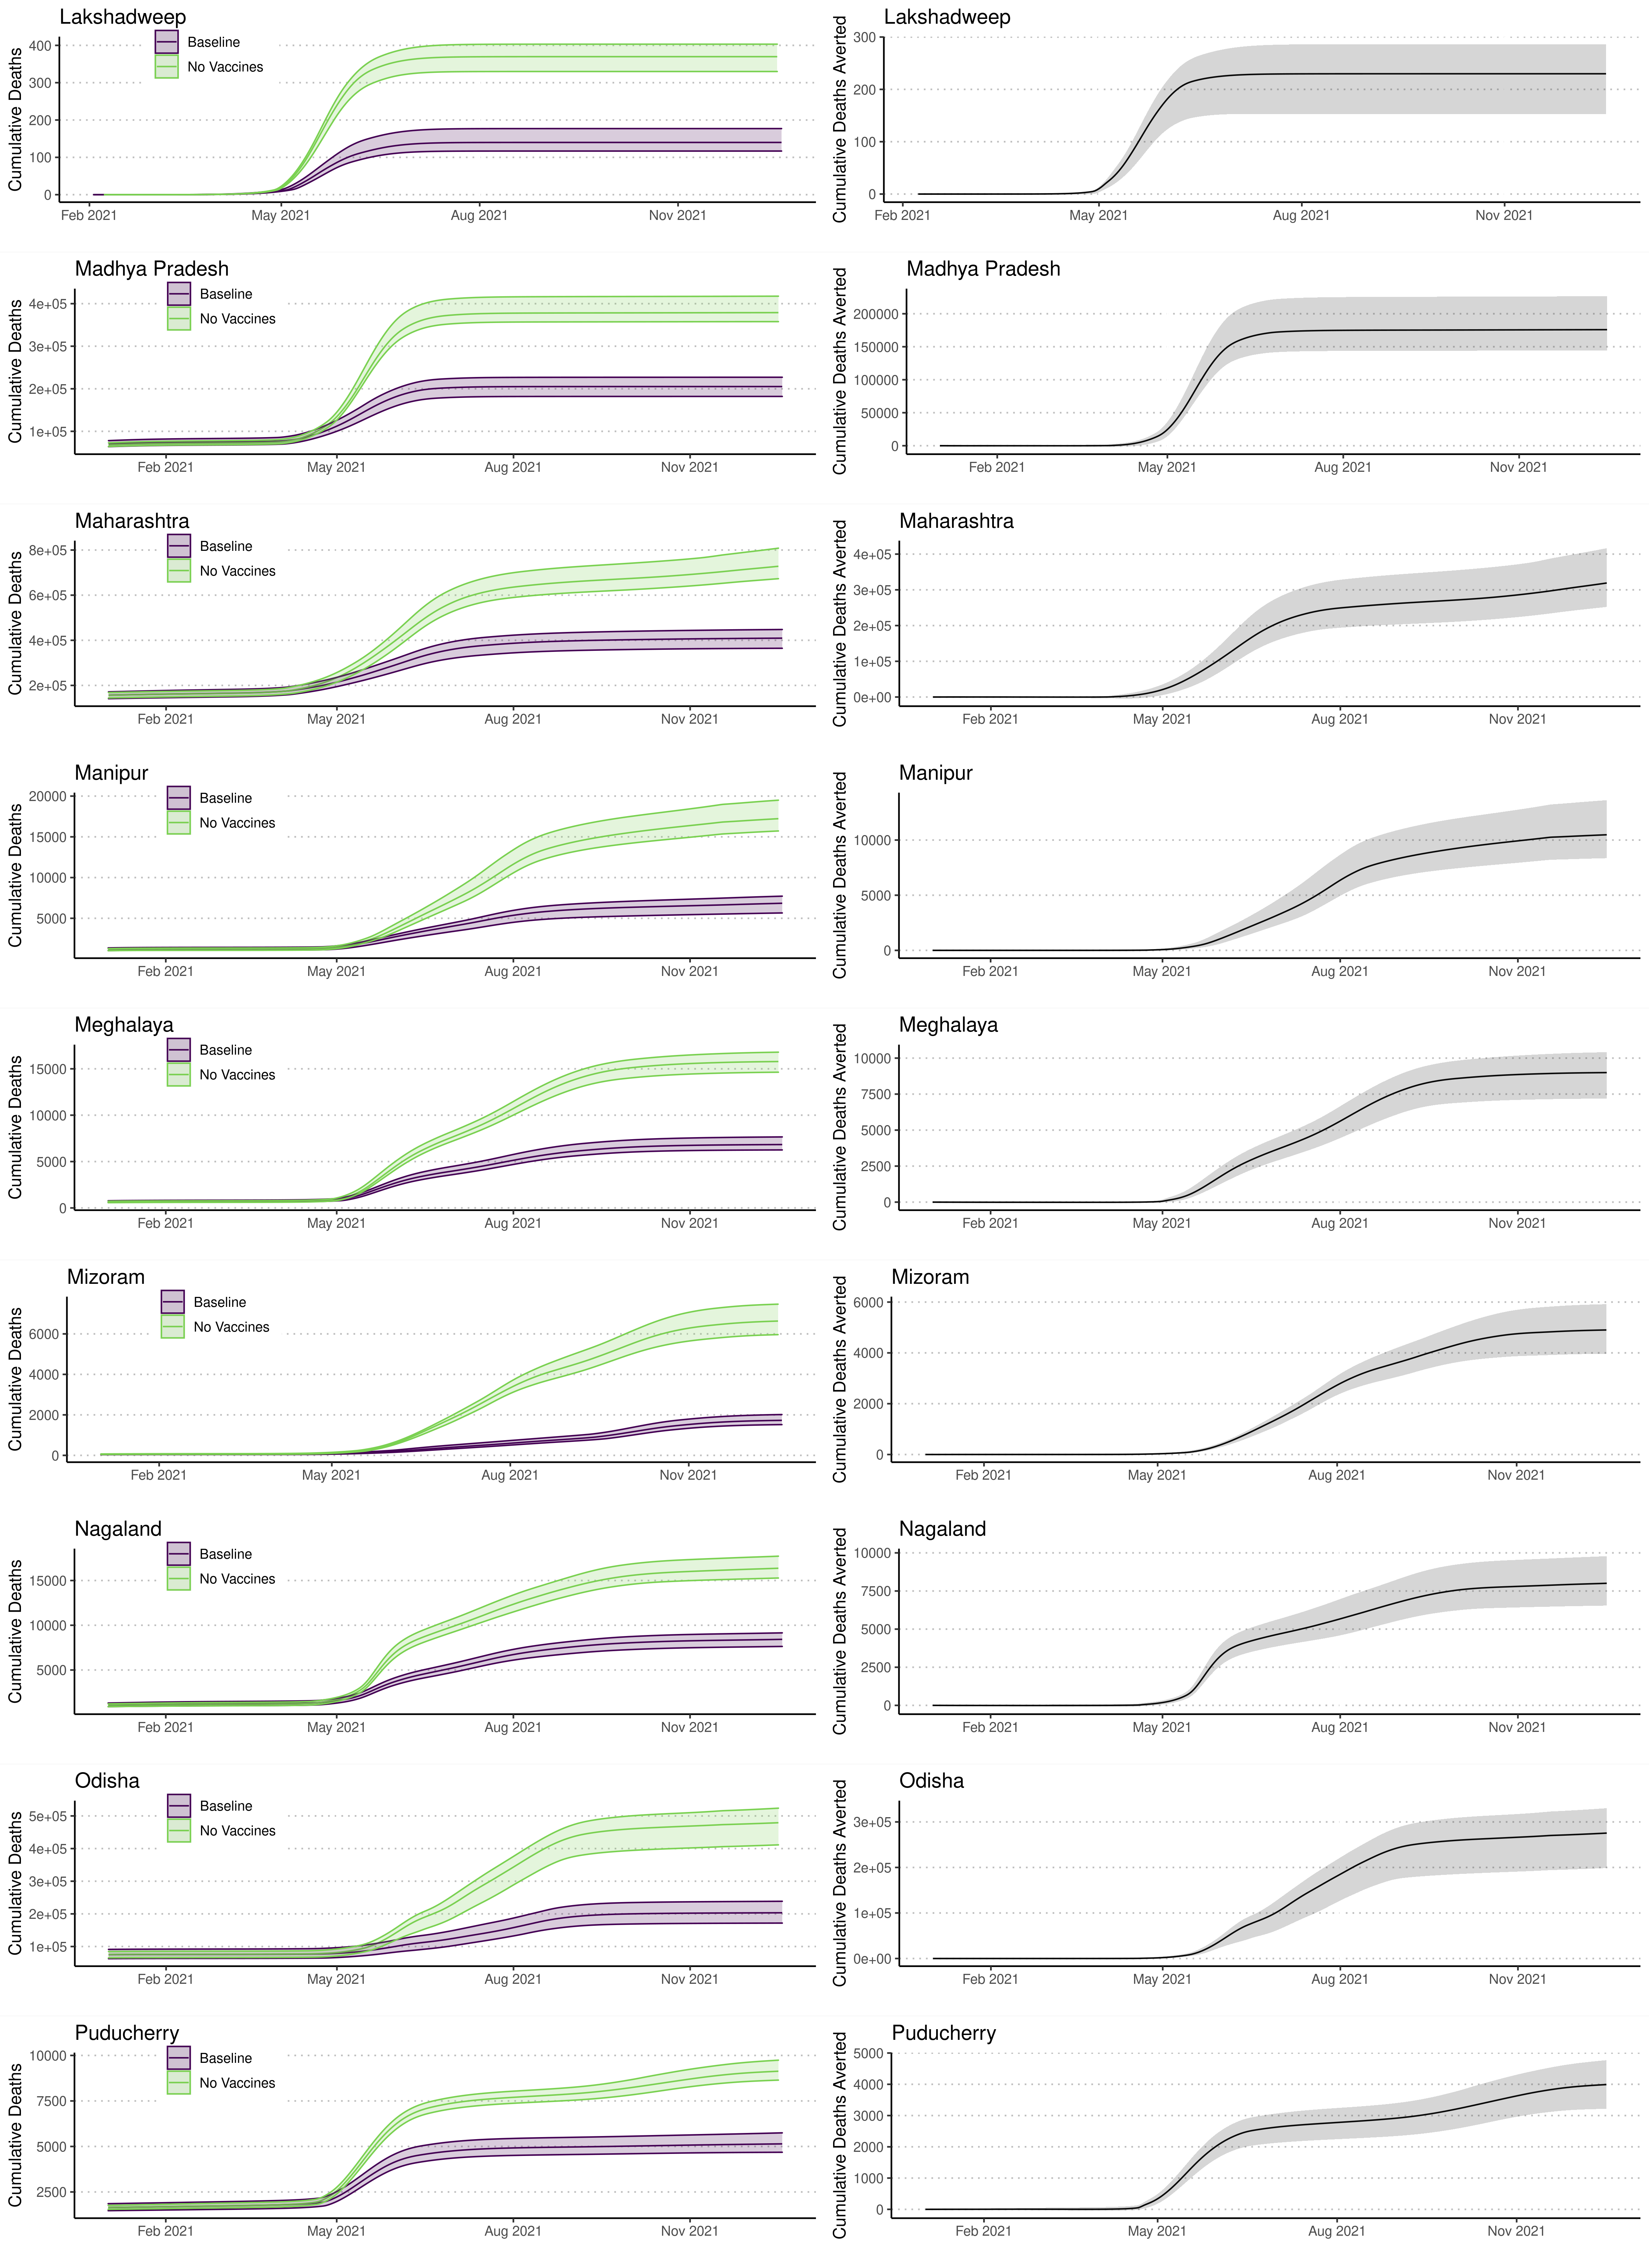 Lakshadweep
Cumulative Deaths
400
300
200
100
0
Baseline
No Vaccines
Feb 2021 May 2021 Aug 2021 Nov 2021
Lakshadweep
Cumulative Deaths Averted
300
200
100
0
Feb 2021 May 2021 Aug 2021 Nov 2021
Madhya Pradesh
Cumulative Deaths
4e+05
3e+05
2e+05
1e+05
Baseline
No Vaccines
Feb 2021 May 2021 Aug 2021 Nov 2021
Madhya Pradesh
Cumulative Deaths Averted
200000
150000
100000
50000
0
Feb 2021 May 2021 Aug 2021 Nov 2021
Maharashtra
Cumulative Deaths
8e+05
6e+05
4e+05
2e+05
Baseline
No Vaccines
Feb 2021 May 2021 Aug 2021 Nov 2021
Maharashtra
Cumulative Deaths Averted
4e+05
3e+05
2e+05
1e+05
0e+00
Feb 2021 May 2021 Aug 2021 Nov 2021
Manipur
Cumulative Deaths
20000
15000
10000
5000
Baseline
No Vaccines
Feb 2021 May 2021 Aug 2021 Nov 2021
Manipur
Cumulative Deaths Averted
10000
5000
0
Feb 2021 May 2021 Aug 2021 Nov 2021
Meghalaya
Cumulative Deaths
15000
10000
5000
0
Baseline
No Vaccines
Feb 2021 May 2021 Aug 2021 Nov 2021
Meghalaya
Cumulative Deaths Averted
10000
7500
5000
2500
0
Feb 2021 May 2021 Aug 2021 Nov 2021
Mizoram
Cumulative Deaths
6000
4000
2000
0
Baseline
No Vaccines
Feb 2021 May 2021 Aug 2021 Nov 2021
Mizoram
Cumulative Deaths Averted
6000
4000
2000
0
Feb 2021 May 2021 Aug 2021 Nov 2021
Nagaland
Cumulative Deaths
15000
10000
5000
Baseline
No Vaccines
Feb 2021 May 2021 Aug 2021 Nov 2021
Nagaland
Cumulative Deaths Averted
10000
7500
5000
2500
0
Feb 2021 May 2021 Aug 2021 Nov 2021
Odisha
Cumulative Deaths
5e+05
4e+05
3e+05
2e+05
1e+05
Baseline
No Vaccines
Feb 2021 May 2021 Aug 2021 Nov 2021
Odisha
Cumulative Deaths Averted
3e+05
2e+05
1e+05
0e+00
Feb 2021 May 2021 Aug 2021 Nov 2021
Puducherry
Cumulative Deaths
10000
7500
5000
2500
Baseline
No Vaccines
Feb 2021 May 2021 Aug 2021 Nov 2021
Puducherry
Cumulative Deaths Averted
5000
4000
3000
2000
1000
0
Feb 2021 May 2021 Aug 2021 Nov 2021